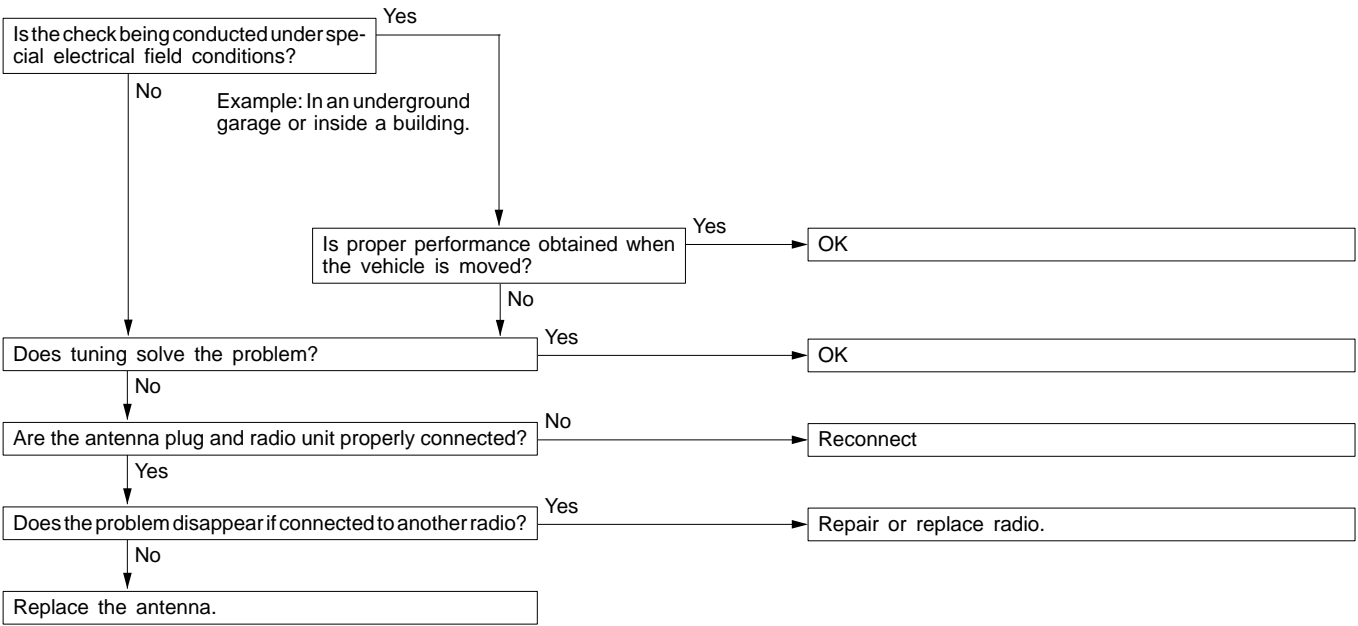 Yes
Is the check being conducted under spe-
cial electrical field conditions?
No
Example: In an underground
garage or inside a building.
Is proper performance obtained when
the vehicle is moved?
Yes
OK
No
Does tuning solve the problem?
Yes
OK
No
Are the antenna plug and radio unit properly connected?
No
Reconnect
Yes
Does the problem disappear if connected to another radio?
Yes
Repair or replace radio.
No
Replace the antenna.